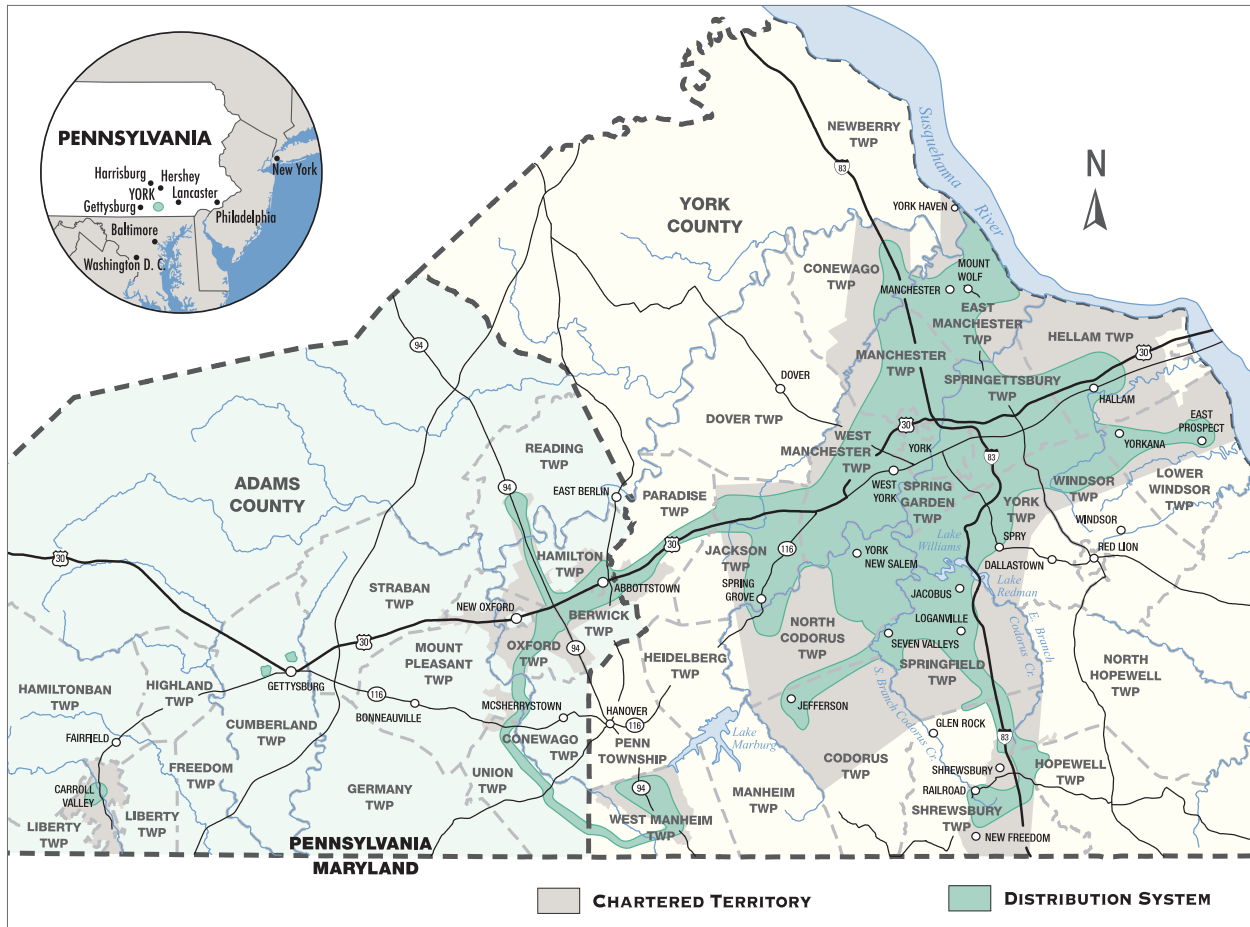 PENNSYLVANIA
Harrisburg
Hershey
YORK
Lancaster
Gettysburg
New York
Philadelphia
Baltimore
Washington D. C.
NEWBERRY
TWP
83
Susquehanna
River
N
YORK HAVEN
YORK
COUNTY
CONEWAGO
TWP
MOUNT
WOLF
MANCHESTER
EAST
MANCHESTER
TWP
HELLAM TWP
30
94
MANCHESTER
TWP
SPRINGETTSBURY
TWP
DOVER
HALLAM
DOVER TWP
30
WEST
MANCHESTER
TWP
YORK
EAST
PROSPECT
YORKANA
83
READING
TWP
WEST
YORK
SPRING
GARDEN
TWP
WINDSOR
TWP
LOWER
WINDSOR TWP
ADAMS
COUNTY
94
EAST BERLIN
PARADISE
TWP
YORK
TWP
WINDSOR
Lake
Williams
SPRY
RED LION
DALLASTOWN
30
HAMILTON
TWP
30
JACKSON
TWP
116
YORK
NEW SALEM
Lake
Redman
STRABAN
TWP
ABBOTTSTOWN
SPRING
GROVE
JACOBUS
NEW OXFORD
BERWICK
TWP
LOGANVILLE
E. Branch
Codorus Cr.
NORTH
CODORUS
TWP
SEVEN VALLEYS
30
MOUNT
PLEASANT
TWP
OXFORD
TWP
94
HEIDELBERG
TWP
SPRINGFIELD
TWP
NORTH
HOPEWELL
TWP
HAMILTONBAN
TWP
HIGHLAND
TWP
GETTYSBURG
116
BONNEAUVILLE
MCSHERRYSTOWN
HANOVER
116
JEFFERSON
S. Branch Codorus Cr.
CUMBERLAND
TWP
CONEWAGO
TWP
PENN
TOWNSHIP
Lake
Marburg
GLEN ROCK
83
FAIRFIELD
FREEDOM
TWP
UNION
TWP
CODORUS
TWP
SHREWSBURY
HOPEWELL
TWP
CARROLL
VALLEY
GERMANY
TWP
94
MANHEIM
TWP
RAILROAD
LIBERTY
TWP
LIBERTY
TWP
WEST MANHEIM
TWP
SHREWSBURY
TWP
NEW FREEDOM
PENNSYLVANIA
MARYLAND
CHARTERED TERRITORY
DISTRIBUTION SYSTEM